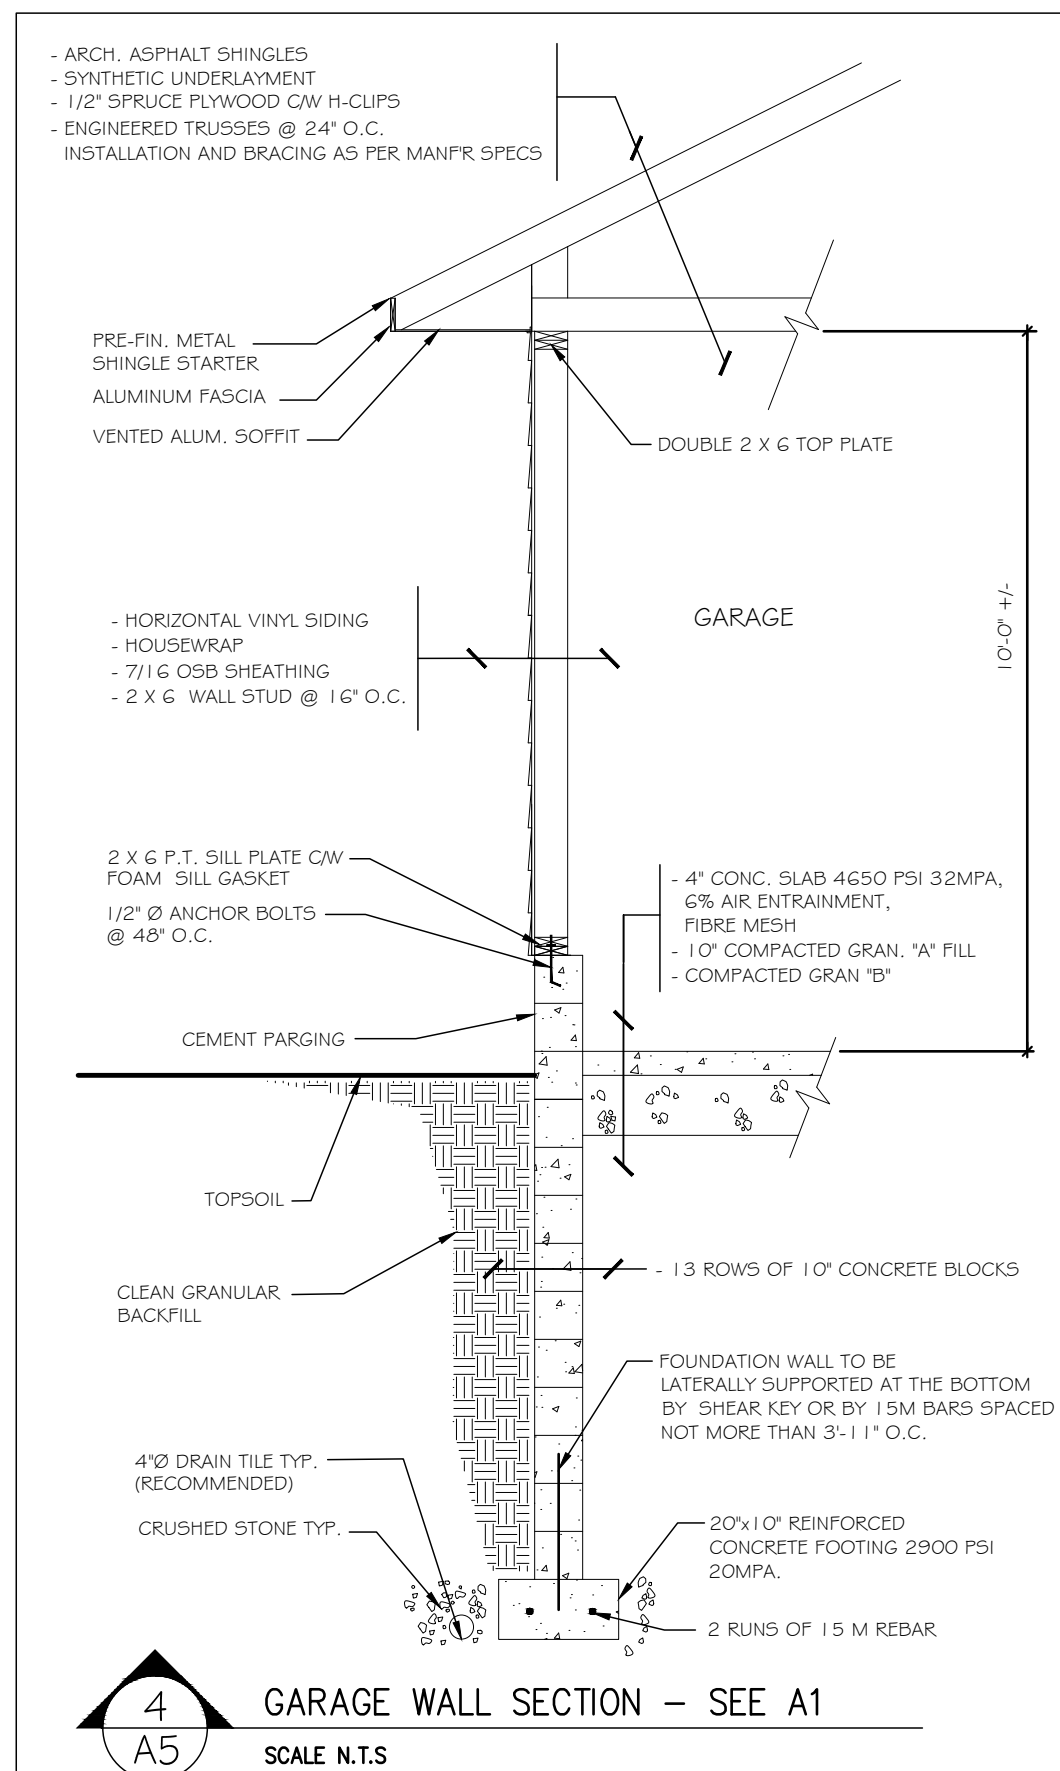 - ARCH. ASPHALT SHINGLES
- SYNTHETIC UNDERLAYMENT
- 1/2" SPRUCE PLYWOOD C/W H-CLIPS
- ENGINEERED TRUSSES @ 24" O.C.
INSTALLATION AND BRACING AS PER MANF'R SPECS
PRE-FIN. METAL
SHINGLE STARTER
ALUMINUM FASCIA
VENTED ALUM. SOFFIT
DOUBLE 2 X 6 TOP PLATE
- HORIZONTAL VINYL SIDING
- HOUSEWRAP
- 7/16 OSB SHEATHING
- 2 X 6 WALL STUD @ 16" O.C.
GARAGE
10'-0" +/-
2 X 6 P.T. SILL PLATE C/W
FOAM SILL GASKET
1/2" Ø ANCHOR BOLTS
@ 48" O.C.
- 4" CONC. SLAB 4650 PSI 32MPA,
6% AIR ENTRAINMENT,
FIBRE MESH
- 10" COMPACTED GRAN. "A" FILL
- COMPACTED GRAN "B"
CEMENT PARGING
TOPSOIL
CLEAN GRANULAR
BACKFILL
- 13 ROWS OF 10" CONCRETE BLOCKS
FOUNDATION WALL TO BE
LATERALLY SUPPORTED AT THE BOTTOM
BY SHEAR KEY OR BY 15M BARS SPACED
NOT MORE THAN 3'-11" O.C.
4"Ø DRAIN TILE TYP.
(RECOMMENDED)
CRUSHED STONE TYP.
20"x10" REINFORCED
CONCRETE FOOTING 2900 PSI
20MPA.
2 RUNS OF 15 M REBAR
4
A5
GARAGE WALL SECTION - SEE A1
SCALE N.T.S